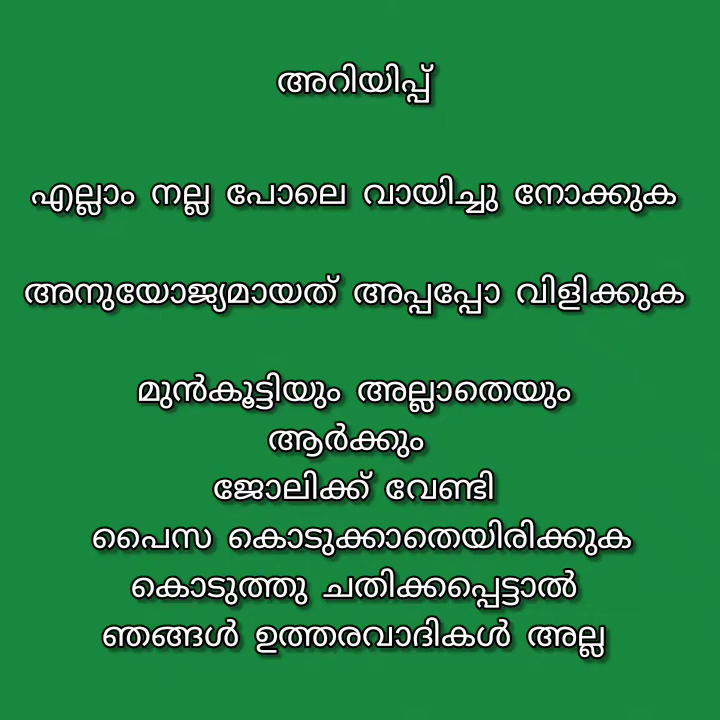 അറിയിപ്പ്
എല്ലാം നല്ല പോലെ വായിച്ചു നോക്കുക
അനുയോജ്യമായത് അപ്പപ്പോ വിളിക്കുക
മുൻകൂട്ടിയും അല്ലാതെയും
ആർക്കും
ജോലിക്ക് വേണ്ടി
പൈസ കൊടുക്കാതെയിരിക്കുക
കൊടുത്തു ചതിക്കപ്പെട്ടാൽ
ഞങ്ങൾ ഉത്തരവാദികൾ അല്ല